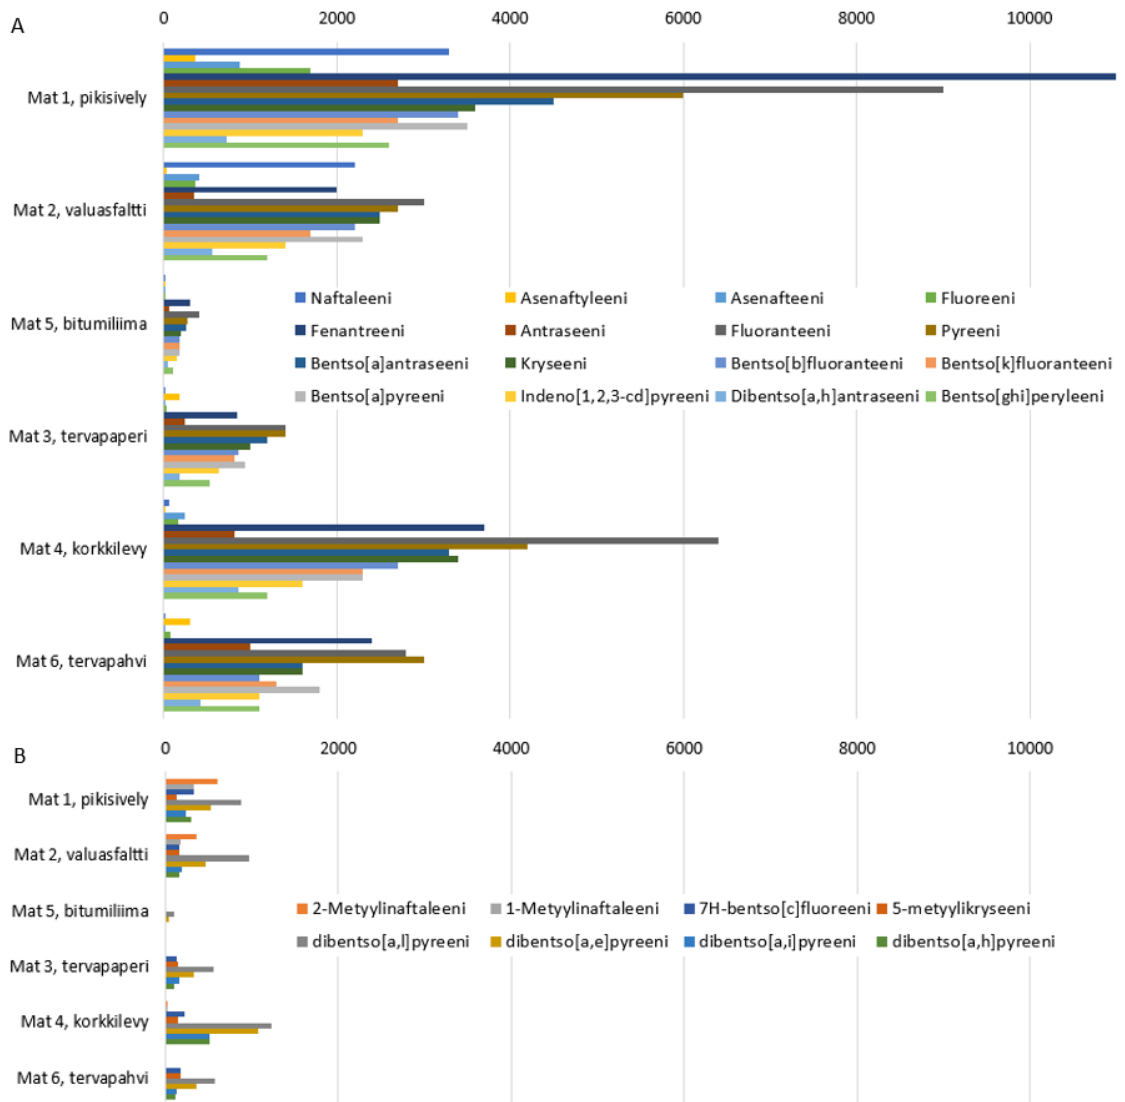 A
0 2000 4000 6000 8000 10000
Mat 1, pikisively
Mat 2, valuasfaltti
Mat 5, bitumiliima
Naftaleeni Asenaftyleeni Asenafteeni Fluoreeni
Fenantreeni Antraseeni Fluoranteeni Pyreeni
Bentso[a]antraseeni Kryseeni Bentso[b]fluoranteeni Bentso[k]fluoranteeni
Bentso[a]pyreeni Indeno[1,2,3-cd]pyreeni Dibentso[a,h]antraseeni Bentso[ghi]peryleeni
Mat 3, tervapaperi
Mat 4, korkkilevy
Mat 6, tervapahvi
B
0 2000 4000 6000 8000 10000
Mat 1, pikisively
Mat 2, valuasfaltti
Mat 5, bitumiliima
2-Metyylinaftaleeni 1-Metyylinaftaleeni 7H-bentso[c]fluoreeni 5-metyylikryseeni
dibentso[a,l]pyreeni dibentso[a,e]pyreeni dibentso[a,i]pyreeni dibentso[a,h]pyreeni
Mat 3, tervapaperi
Mat 4, korkkilevy
Mat 6, tervapahvi